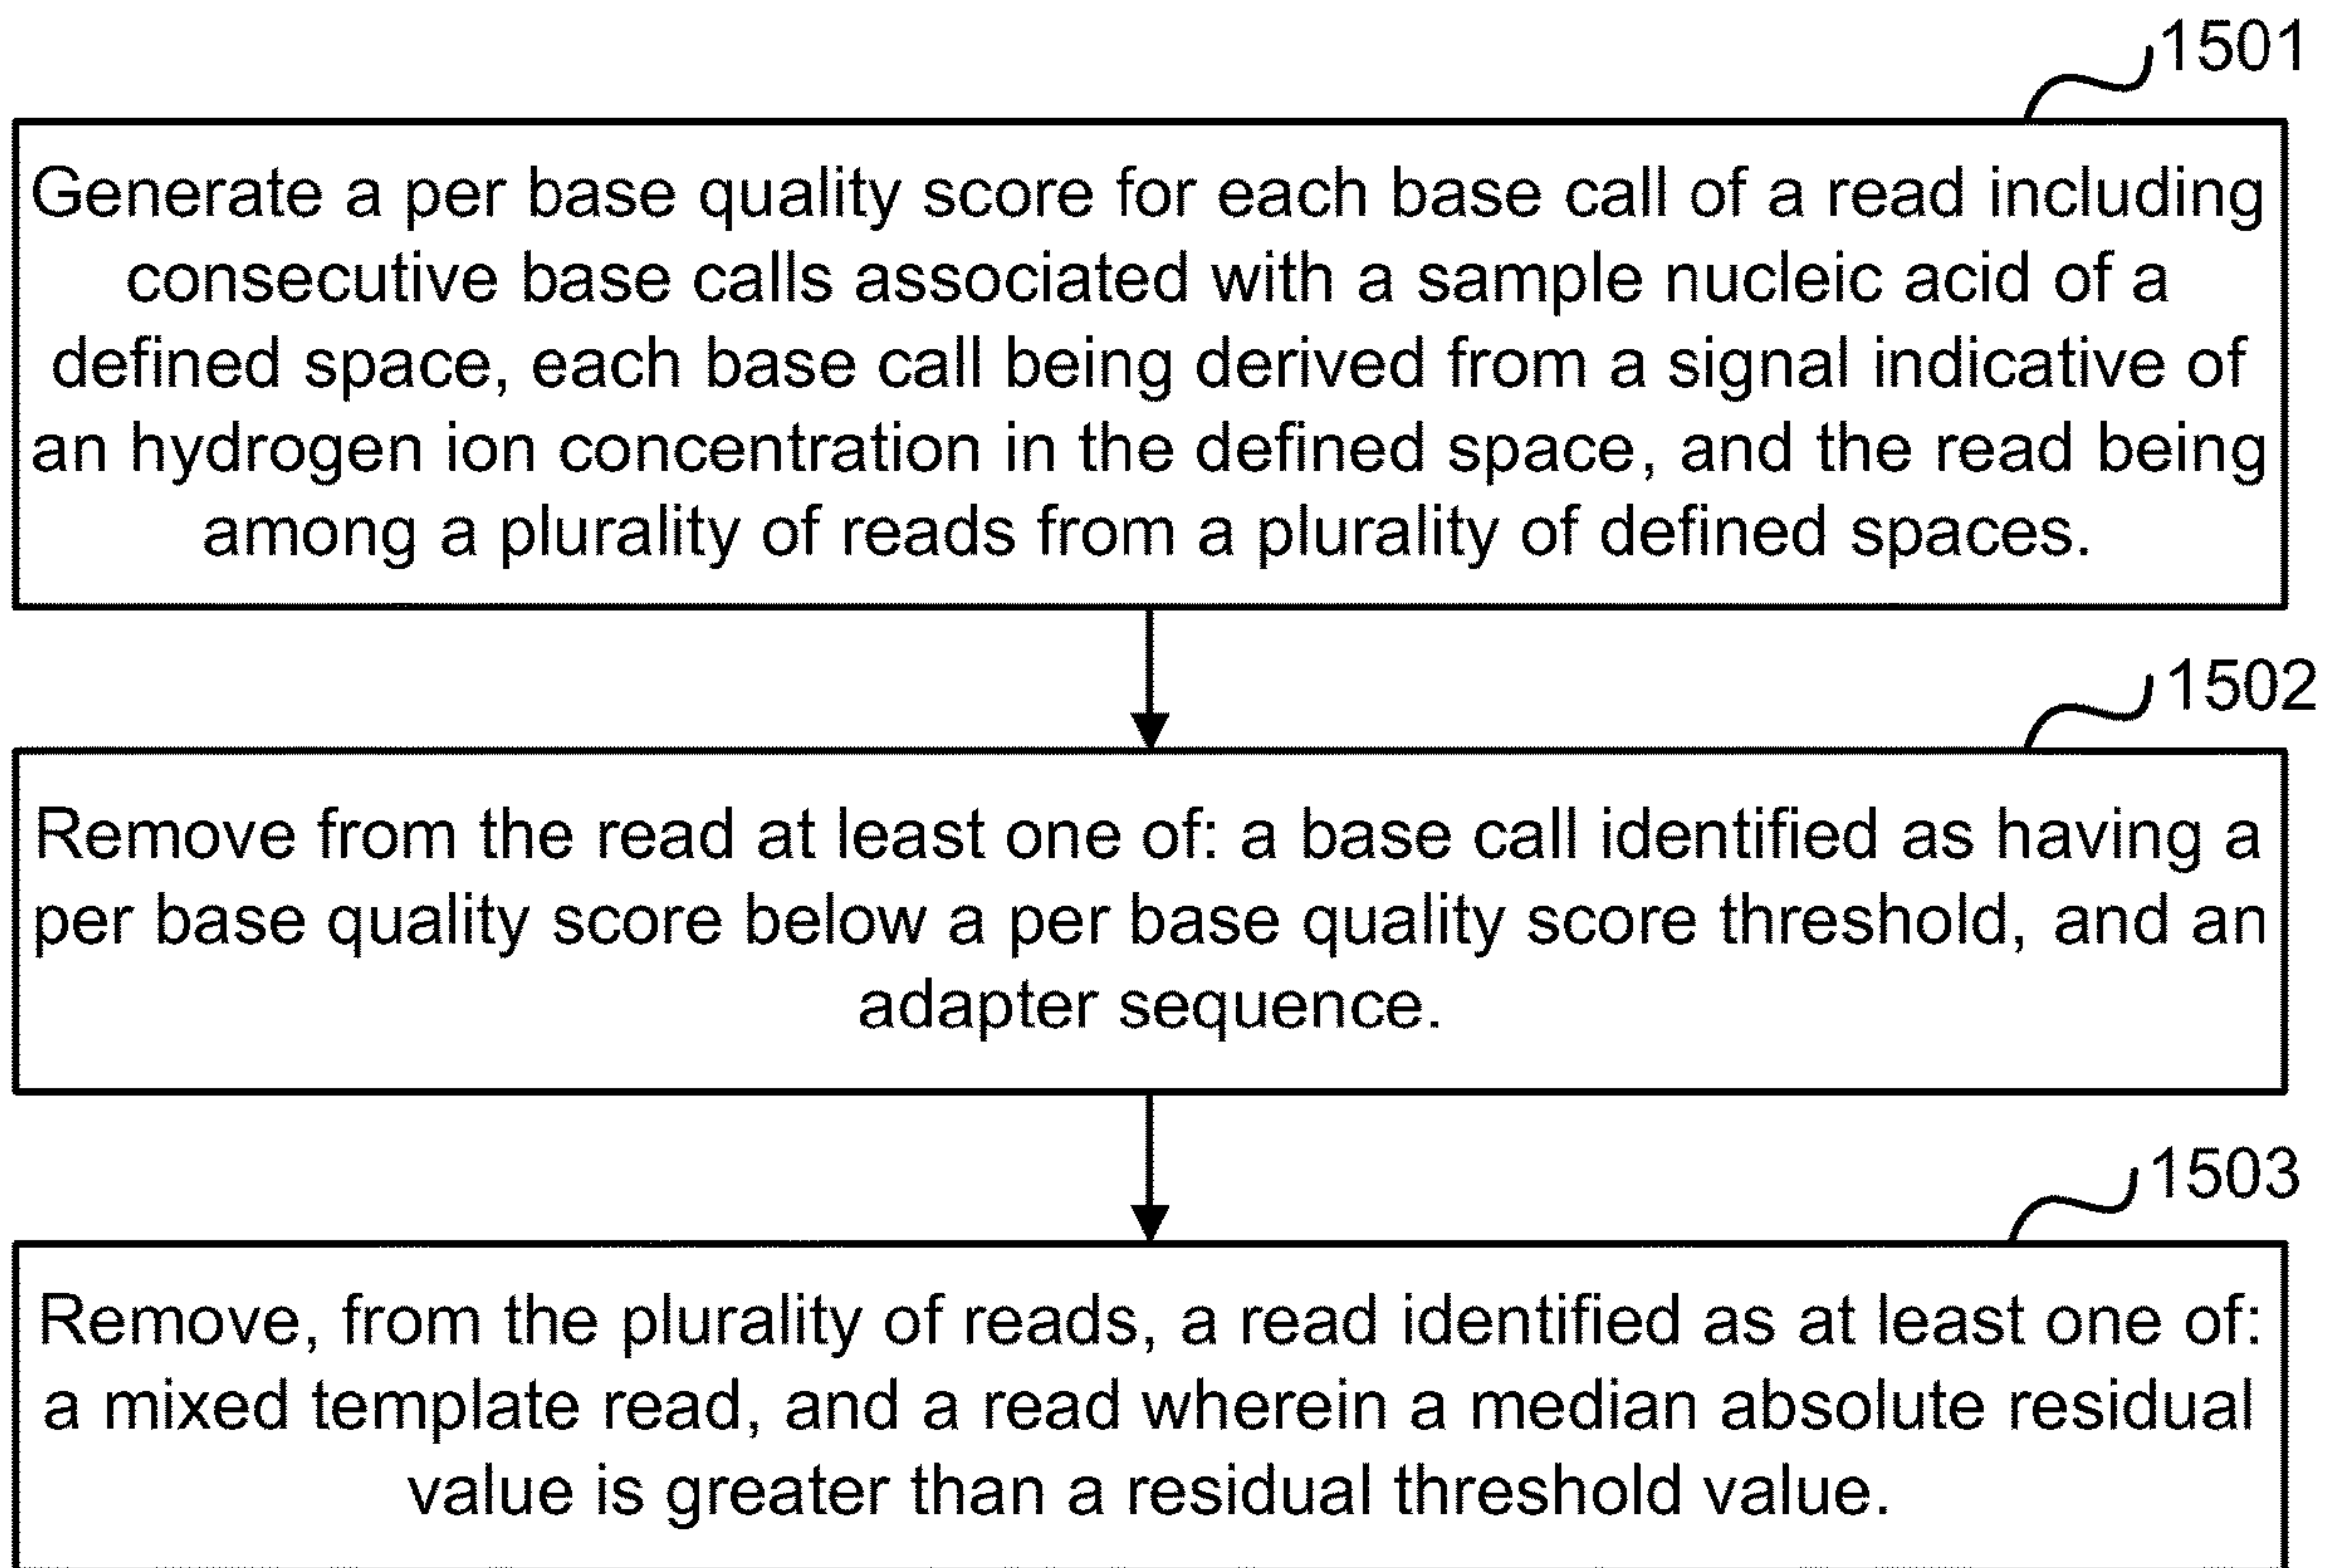 1501
Generate a per base quality score for each base call of a read including
consecutive base calls associated with a sample nucleic acid of a
defined space, each base call being derived from a signal indicative of
an hydrogen ion concentration in the defined space, and the read being
among a plurality of reads from a plurality of defined spaces.
1502
Remove from the read at least one of: a base call identified as having a
per base quality score below a per base quality score threshold, and an
adapter sequence.
1503
Remove, from the plurality of reads, a read identified as at least one of:
a mixed template read, and a read wherein a median absolute residual
value is greater than a residual threshold value.